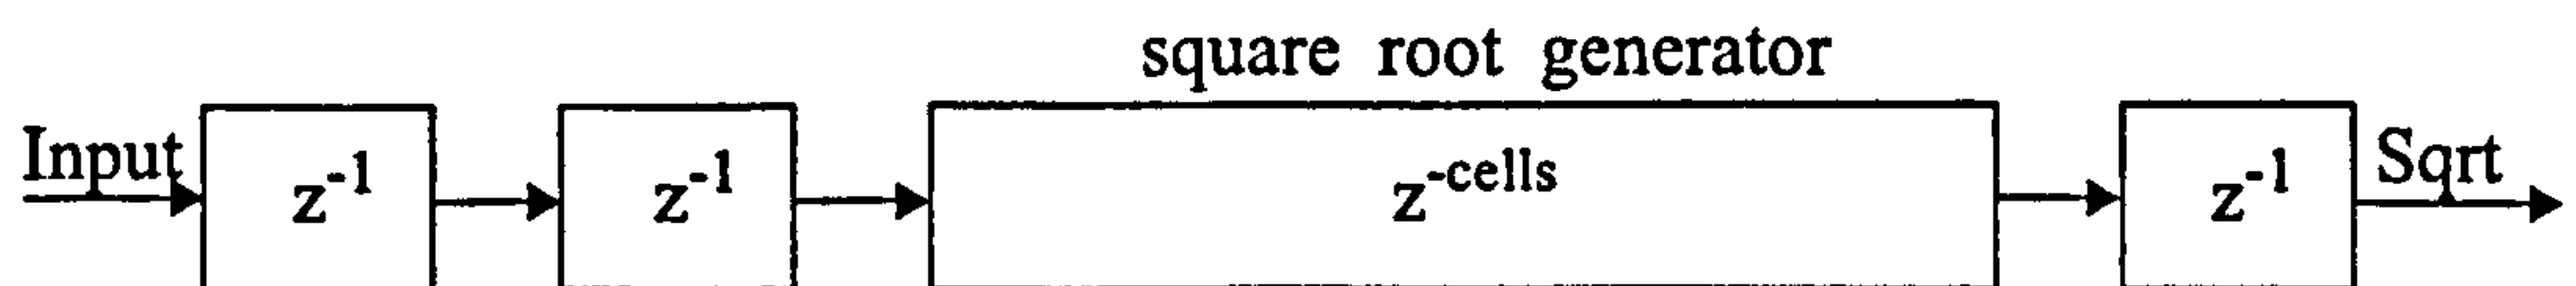 square root generator
Input z-1 z-1 z-cells z-1 Sqrt